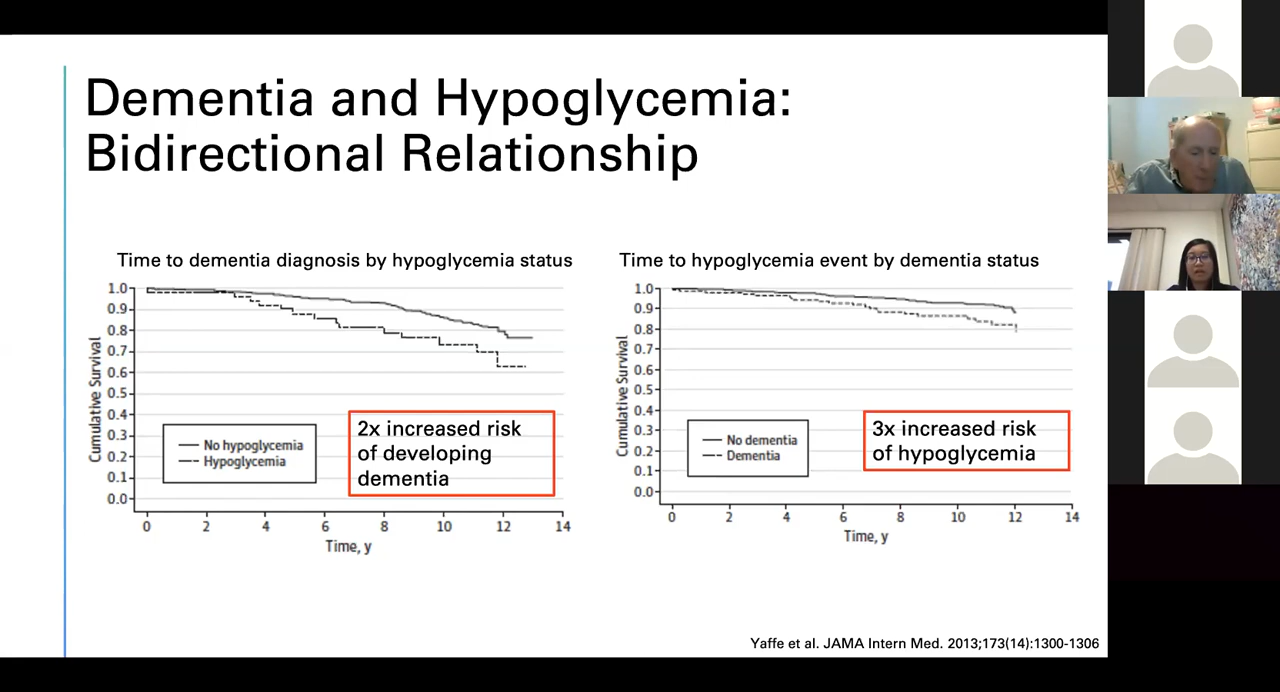 Dementia and Hypoglycemia:
Bidirectional Relationship
Time to dementia diagnosis by hypoglycemia status
1.0
0.9
0.8
0.7
0.6
0.5
0.4
0.3
0.2
0.1
0.0
Cumulative Survival
No hypoglycemia
Hypoglycemia
2x increased risk
of developing
dementia
0 2 4 6 8 10 12 14
Time, y
Time to hypoglycemia event by dementia status
1.0
0.9
0.8
0.7
0.6
0.5
0.4
0.3
0.2
0.1
0.0
Cumulative Survival
No dementia
Dementia
3x increased risk
of hypoglycemia
0 2 4 6 8 10 12 14
Time, y
Yaffe et al. JAMA Intern Med. 2013;173(14):1300-1306